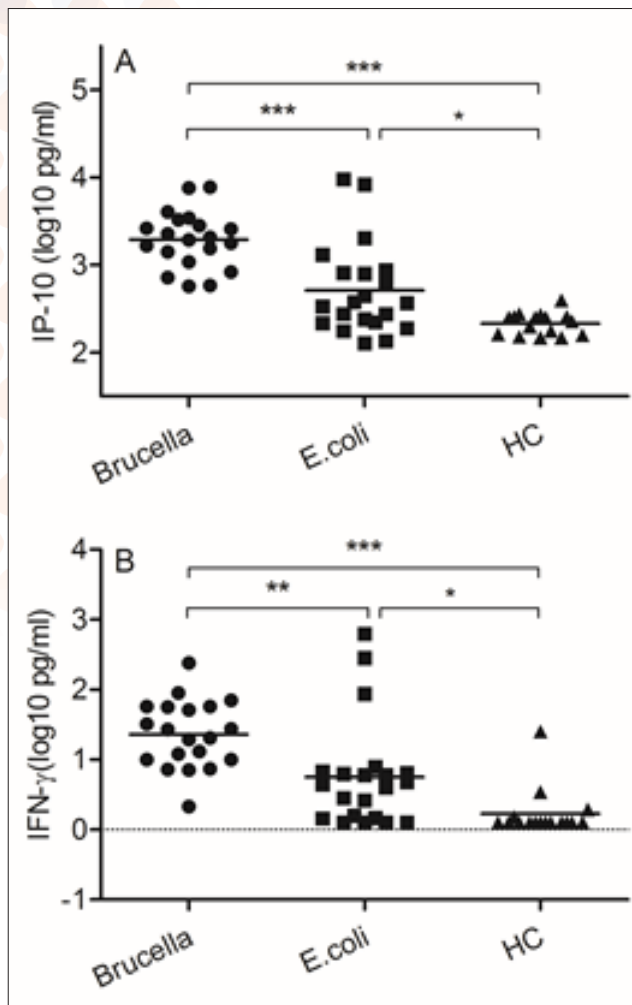 A
***
***
*
IP-10 (log10 pg/ml)
5
4
3
2
Brucella
E.coli
HC
B
***
**
*
IFN-γ(log10 pg/ml)
4
3
2
1
0
-1
Brucella
E.coli
HC